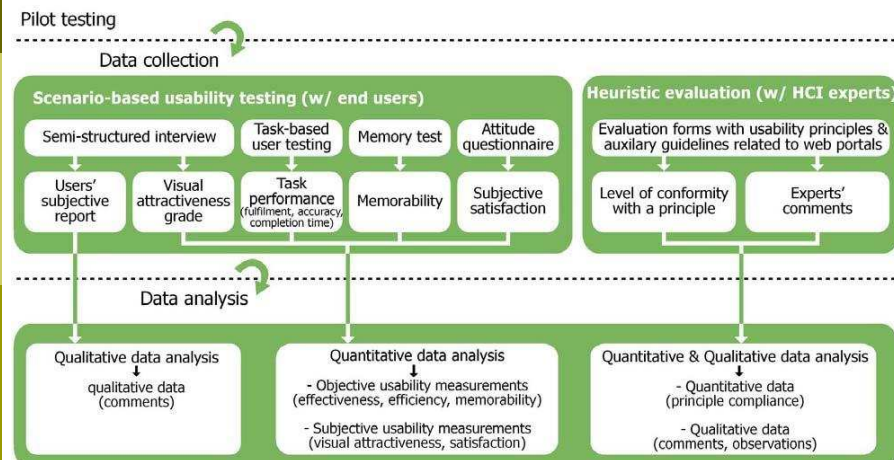 Pilot testing
Data collection
Scenario-based usability testing (w/ end users)
Semi-structured interview
Task-based
user testing
Memory test
Attitude
questionnaire
Users'
subjective
report
Visual
attractiveness
grade
Task
performance
(fulfilment, accuracy,
completion time)
Memorability
Subjective
satisfaction
Heuristic evaluation (w/ HCI experts)
Evaluation forms with usability principles &
auxilary guidelines related to web portals
Level of conformity
with a principle
Experts'
comments
Data analysis
Qualitative data analysis
qualitative data
(comments)
Quantitative data analysis
- Objective usability measurements
(effectiveness, efficiency, memorability)
- Subjective usability measurements
(visual attractiveness, satisfaction)
Quantitative & Qualitative data analysis
- Quantitative data
(principle compliance)
- Qualitative data
(comments, observations)